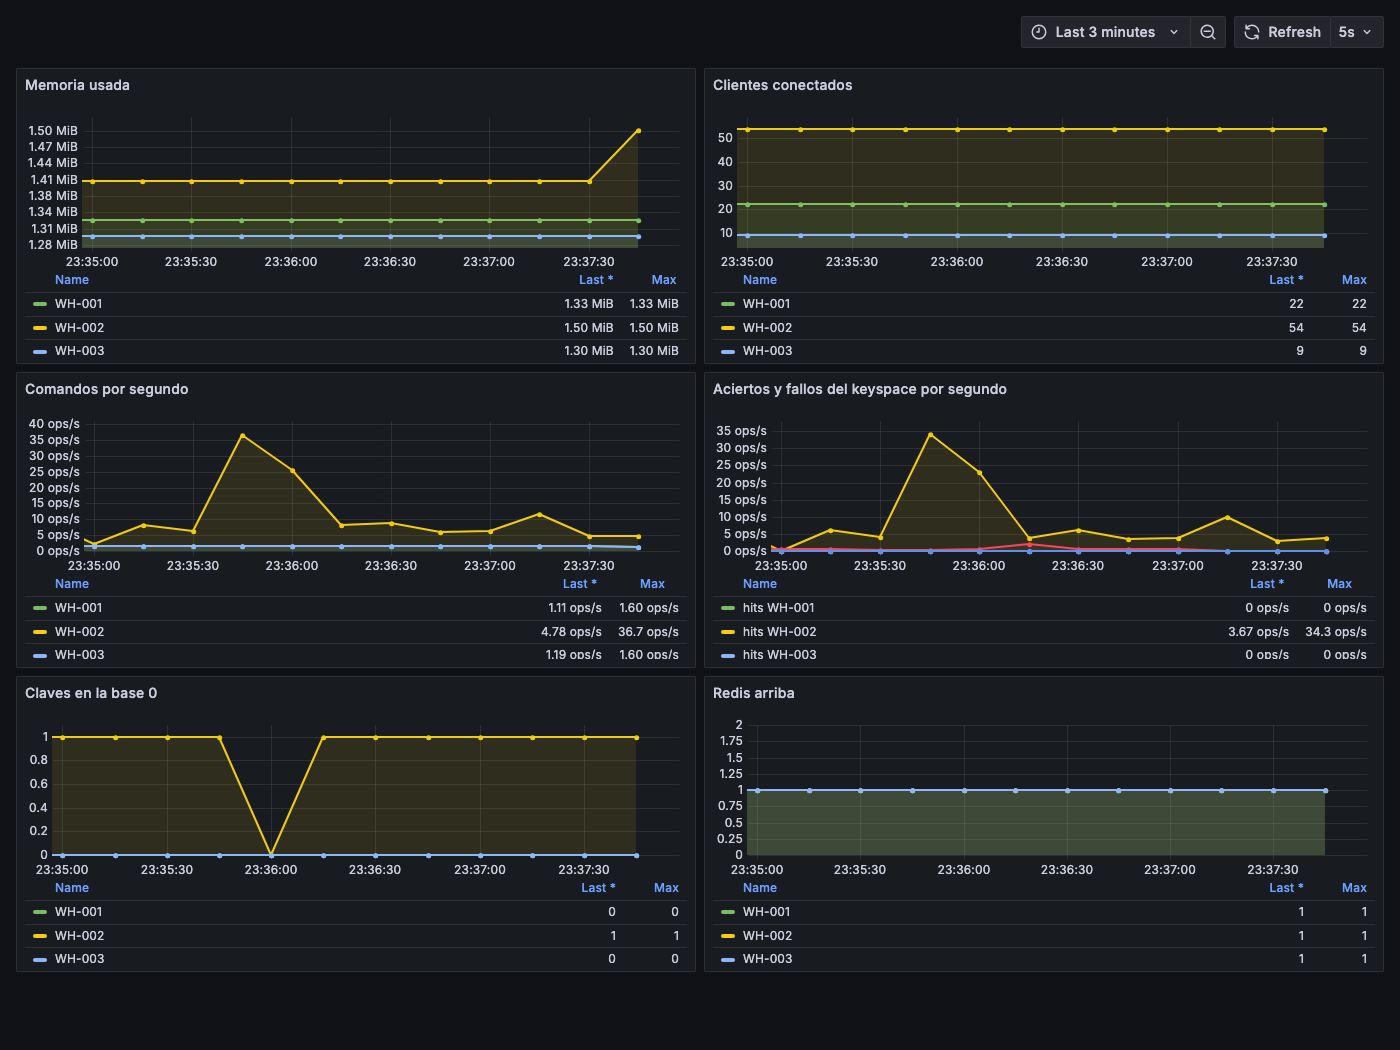 Last 3 minutes
Refresh
5s
Memoria usada
1.50 MiB
1.47 MiB
1.44 MiB
1.41 MiB
1.38 MiB
1.34 MiB
1.31 MiB
1.28 MiB
23:35:00 23:35:30 23:36:00 23:36:30 23:37:00 23:37:30
Name Last * Max
WH-001 1.33 MiB 1.33 MiB
WH-002 1.50 MiB 1.50 MiB
WH-003 1.30 MiB 1.30 MiB
Clientes conectados
50
40
30
20
10
23:35:00 23:35:30 23:36:00 23:36:30 23:37:00 23:37:30
Name Last * Max
WH-001 22 22
WH-002 54 54
WH-003 9 9
Comandos por segundo
40 ops/s
35 ops/s
30 ops/s
25 ops/s
20 ops/s
15 ops/s
10 ops/s
5 ops/s
0 ops/s
23:35:00 23:35:30 23:36:00 23:36:30 23:37:00 23:37:30
Name Last * Max
WH-001 1.11 ops/s 1.60 ops/s
WH-002 4.78 ops/s 36.7 ops/s
WH-003 1.19 ops/s 1.60 ops/s
Aciertos y fallos del keyspace por segundo
35 ops/s
30 ops/s
25 ops/s
20 ops/s
15 ops/s
10 ops/s
5 ops/s
0 ops/s
23:35:00 23:35:30 23:36:00 23:36:30 23:37:00 23:37:30
Name Last * Max
hits WH-001 0 ops/s 0 ops/s
hits WH-002 3.67 ops/s 34.3 ops/s
hits WH-003 0 ops/s 0 ops/s
Claves en la base 0
1
0.8
0.6
0.4
0.2
0
23:35:00 23:35:30 23:36:00 23:36:30 23:37:00 23:37:30
Name Last * Max
WH-001 0 0
WH-002 1 1
WH-003 0 0
Redis arriba
2
1.75
1.5
1.25
1
0.75
0.5
0.25
0
23:35:00 23:35:30 23:36:00 23:36:30 23:37:00 23:37:30
Name Last * Max
WH-001 1 1
WH-002 1 1
WH-003 1 1